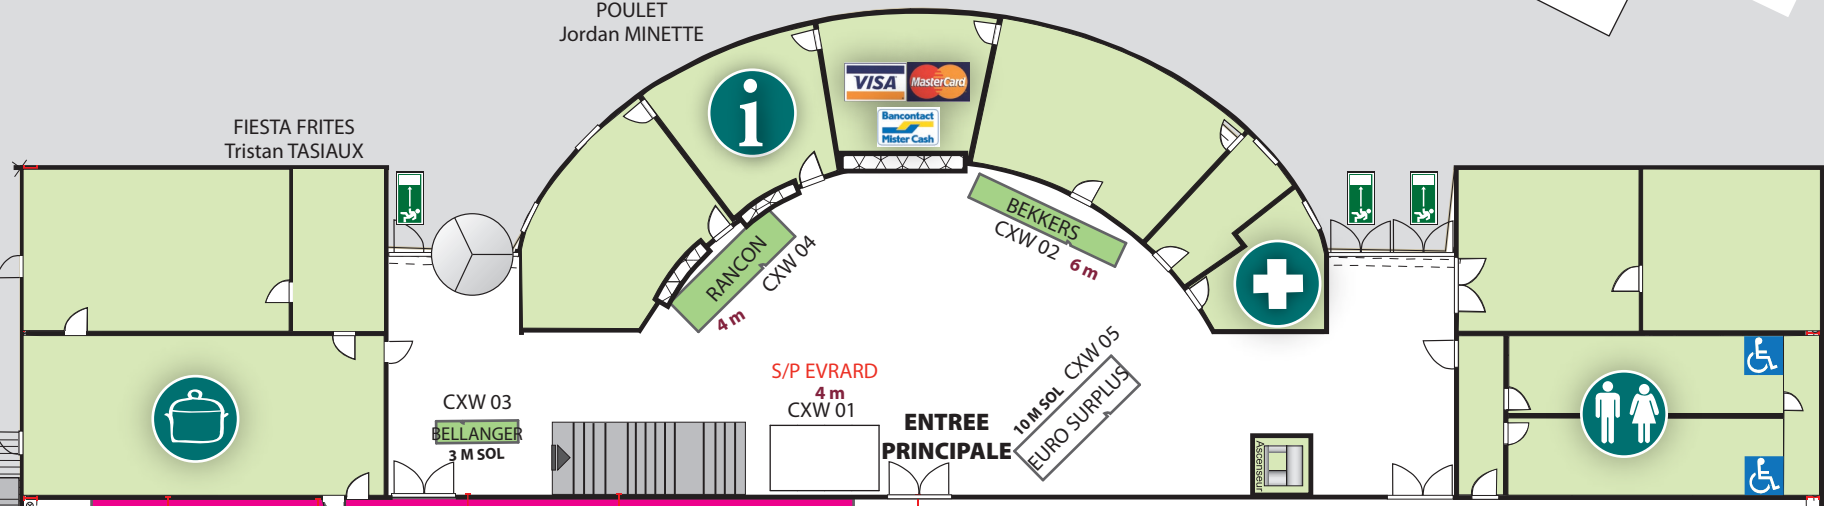 POULET
Jordan MINETTE
FIESTA FRITES
Tristan TASIAUX
i
VISA
MasterCard
Bancontact
Mister Cash
RANCON
CXW 04
4 m
BEKKERS
CXW 02
6 m
S/P EVRARD
4 m
CXW 01
CXW 03
BELLANGER
3 M SOL
ENTREE
PRINCIPALE
10 M SOL
CXW 05
EURO SURPLUS
Ascenseur